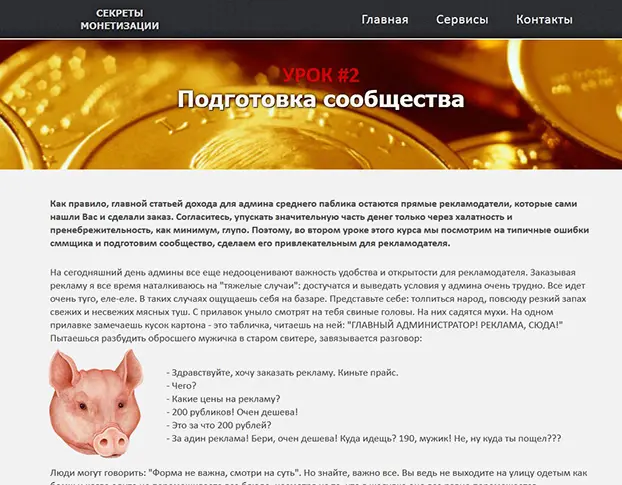 СЕКРЕТЫ
МОНЕТИЗАЦИИ
Главная Сервисы Контакты
УРОК #2
Подготовка сообщества
Как правило, главной статьей дохода для админа среднего паблика остаются прямые рекламодатели, которые сами
нашли Вас и сделали заказ. Согласитесь, упускать значительную часть денег только через халатность и
пренебрежительность, как минимум, глупо. Поэтому, во втором уроке этого курса мы посмотрим на типичные ошибки
сммщика и подготовим сообщество, сделаем его привлекательным для рекламодателя.
На сегодняшний день админы все еще недооценивают важность удобства и открытости для рекламодателя. Заказывая
рекламу я все время наталкиваюсь на "тяжелые случаи": достучатся и выведать условия у админа очень трудно. Все идет
очень туго, еле-еле. В таких случаях ощущаешь себя на базаре. Представьте себе: толпиться народ, повсюду резкий запах
свежих и несвежих мясных туш. С прилавок уныло смотрят на тебя свиные головы. На них садятся мухи. На одном
прилавке замечаешь кусок картона - это табличка, читаешь на ней: "ГЛАВНЫЙ АДМИНИСТРАТОР! РЕКЛАМА, СЮДА!"
Пытаешься разбудить обросшего мужичка в старом свитере, завязывается разговор:
- Здравствуйте, хочу заказать рекламу. Киньте прайс.
- Чего?
- Какие цены на рекламу?
- 200 рубликов! Очен дешева!
- Это за что 200 рублей?
- За адин реклама! Бери, очен дешева! Куда идещь? 190, мужик! Не, ну куда ты пощел???
Люди могут говорить: "Форма не важна, смотри на суть". Но знайте, важно все. Вы ведь не выходите на улицу одетым как